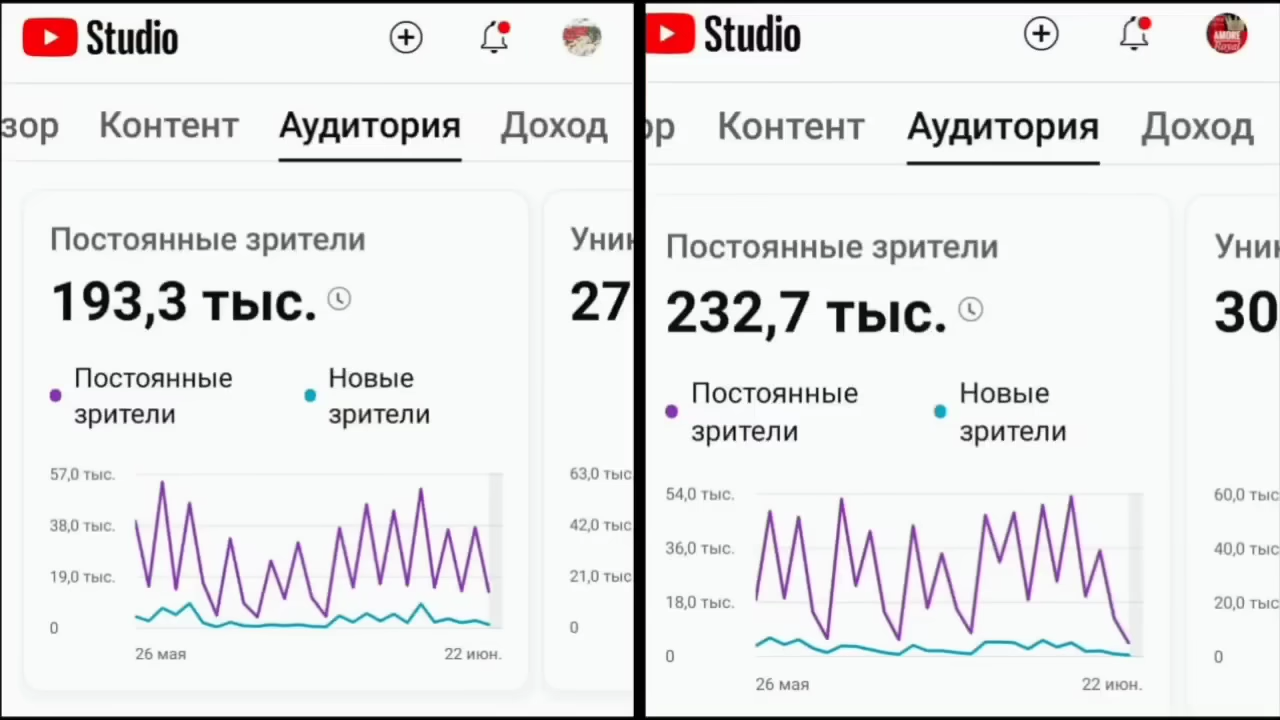 Studio
зор Контент Аудитория Доход
Постоянные зрители
193,3 тыс.
Постоянные зрители
Новые зрители
57,0 тыс.
38,0 тыс.
19,0 тыс.
0
26 мая
22 июн.
Уник
27
63,0 тыс
42,0 тыс
21,0 тыс
0
Studio
ор Контент Аудитория Доход
AMORE
Royal
Постоянные зрители
232,7 тыс.
Постоянные зрители
Новые зрители
54,0 тыс.
36,0 тыс.
18,0 тыс.
0
26 мая
22 июн.
Уник
30
60,0 тыс
40,0 тыс
20,0 тыс
0